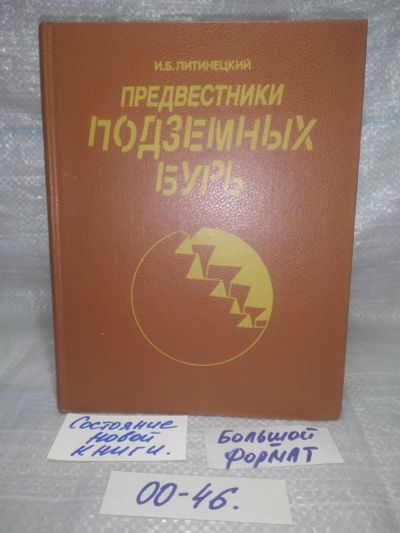 И.Б. ЛИТИНЕЦКИЙ
ПРЕДВЕСТНИКИ
ПОДЗЕМНЫХ
БУРЬ
Состояние
новой
книги.
БОЛЬШОЙ
ФОРМАТ
00-46.